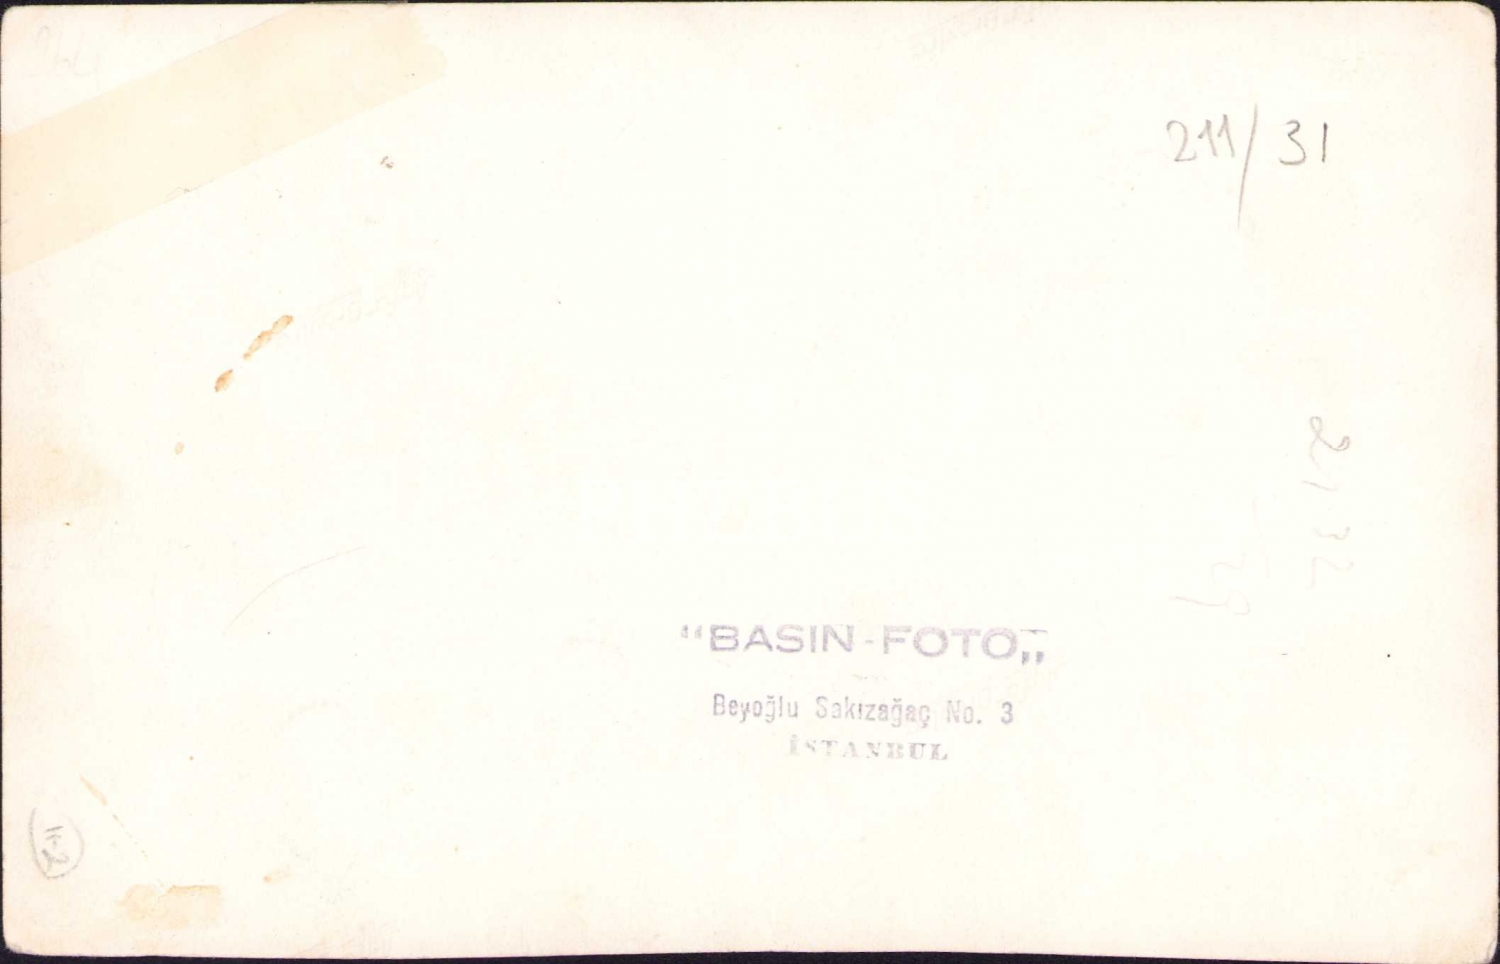 211/31
"BASIN-FOTO„
Beyoğlu Sakızağaç No. 3
İSTANBUL